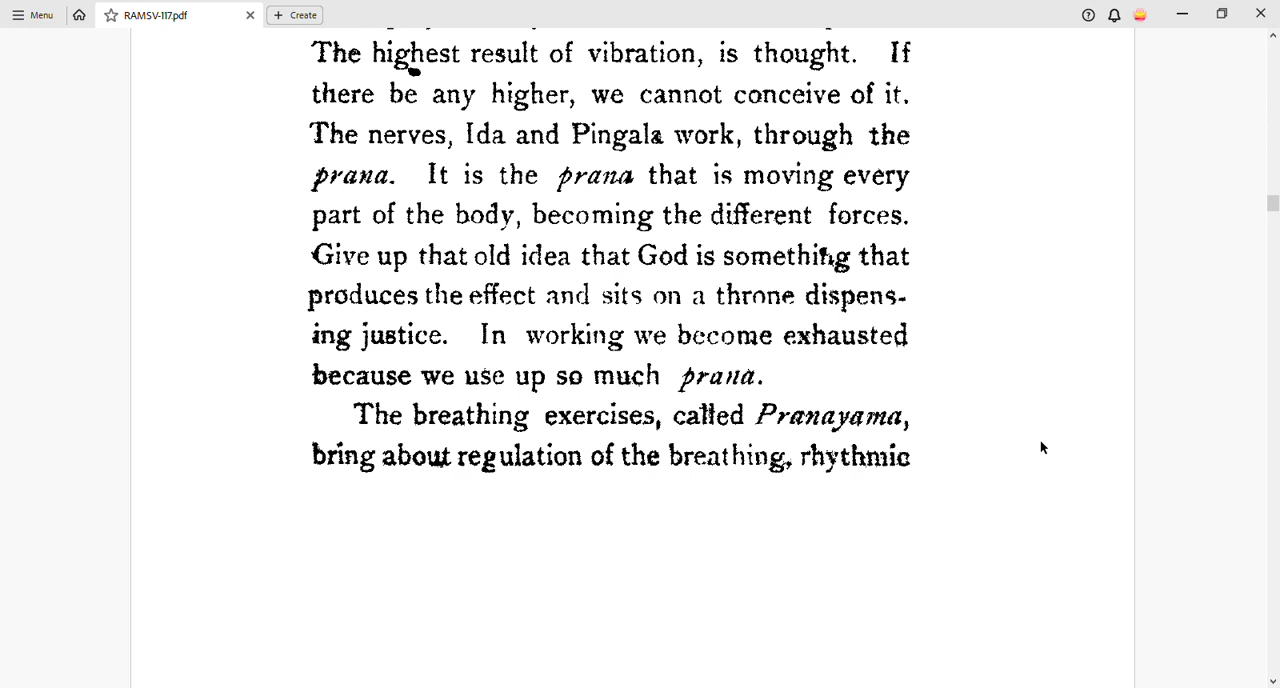 Menu
RAMSV-117.pdf
+ Create
The highest result of vibration, is thought. If
there be any higher, we cannot conceive of it.
The nerves, Ida and Pingala work, through the
prana. It is the prana that is moving every
part of the body, becoming the different forces.
Give up that old idea that God is something that
produces the effect and sits on a throne dispens-
ing justice. In working we become exhausted
because we use up so much prana.
The breathing exercises, called Pranayama,
bring about regulation of the breathing, rhythmic